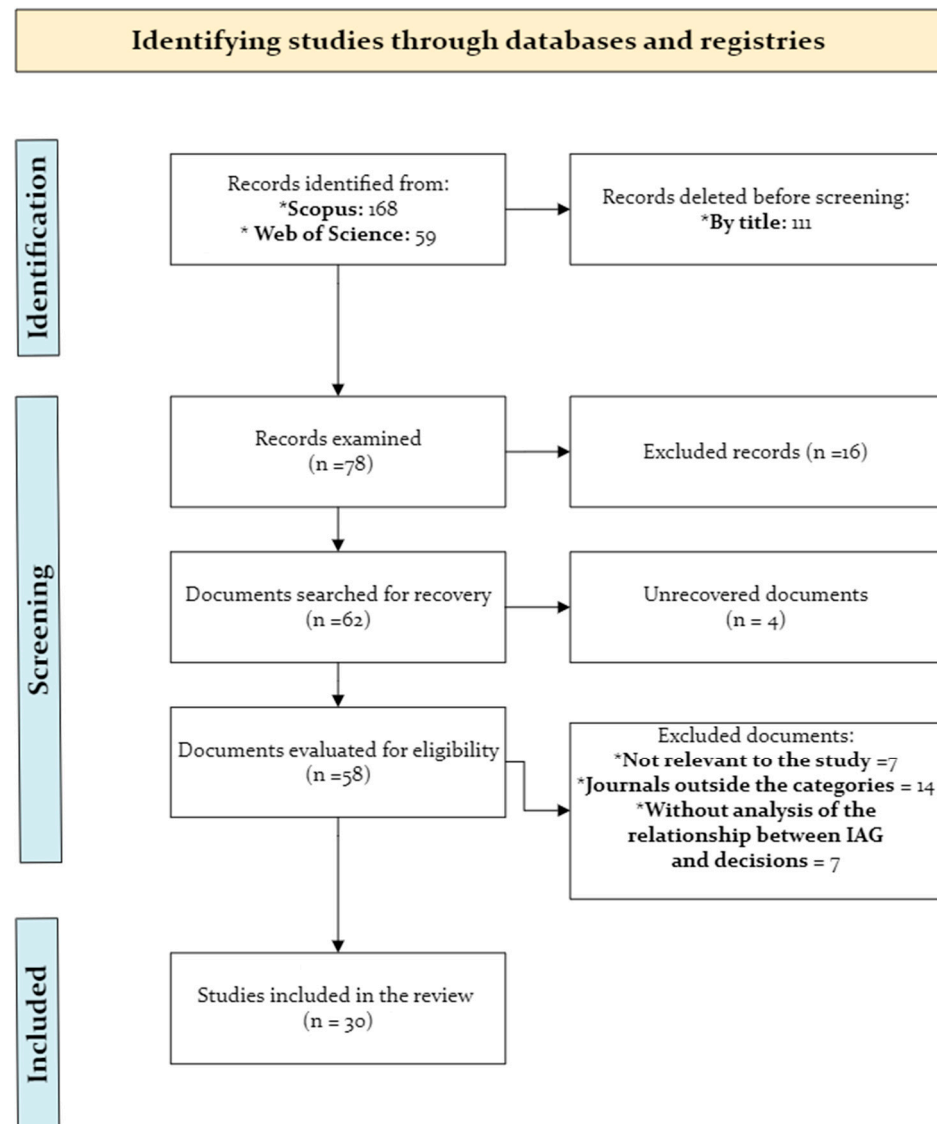 Identifying studies through databases and registries
Identification
Records identified from:
*Scopus: 168
* Web of Science: 59
Records deleted before screening:
*By title: 111
Screening
Records examined
(n =78)
Excluded records (n =16)
Documents searched for recovery
(n =62)
Unrecovered documents
(n = 4)
Documents evaluated for eligibility
(n =58)
Excluded documents:
*Not relevant to the study =7
*Journals outside the categories = 14
*Without analysis of the
relationship between IAG
and decisions = 7
Included
Studies included in the review
(n = 30)